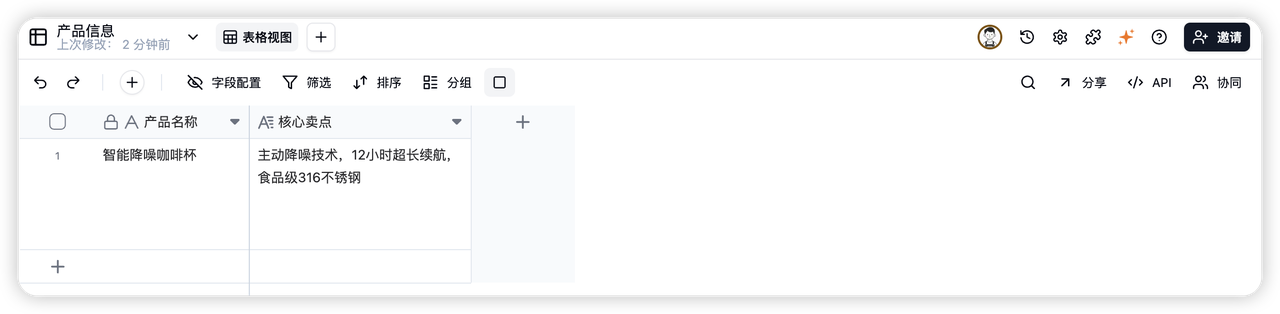 产品信息
上次修改： 2 分钟前
表格视图
邀请
字段配置
筛选
排序
分组
分享
API
协同
产品名称
核心卖点
1
智能降噪咖啡杯
主动降噪技术，12小时超长续航，
食品级316不锈钢